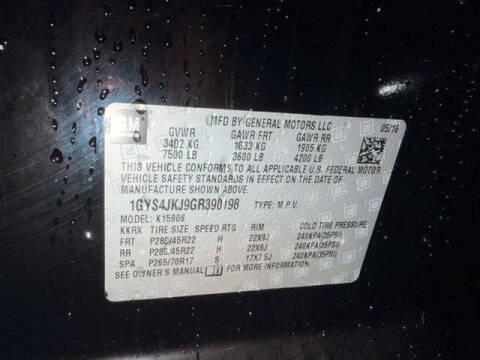 GM
MFD BY GENERAL MOTORS LLC 05/16
GVWR GAWR FRT GAWR RR
3402 KG 1633 KG 1905 KG
7500 LB 3600 LB 4200 LB
THIS VEHICLE CONFORMS TO ALL APPLICABLE U.S. FEDERAL MOTOR
VEHICLE SAFETY STANDARDS IN EFFECT ON THE DATE OF
MANUFACTURE SHOWN ABOVE.
1GYS4JKJ9GR390198 TYPE: M.P.V.
MODEL: K15906
KKRX TIRE SIZE SPEED RTG RIM COLD TIRE PRESSURE
FRT P285/45R22 H 22X9J 240KPA(35PSI)
RR P285/45R22 H 22X9J 240KPA(35PSI)
SPA P265/70R17 S 17X7.5J 240KPA(35PSI)
SEE OWNER'S MANUAL FOR ADDITIONAL INFORMATION.